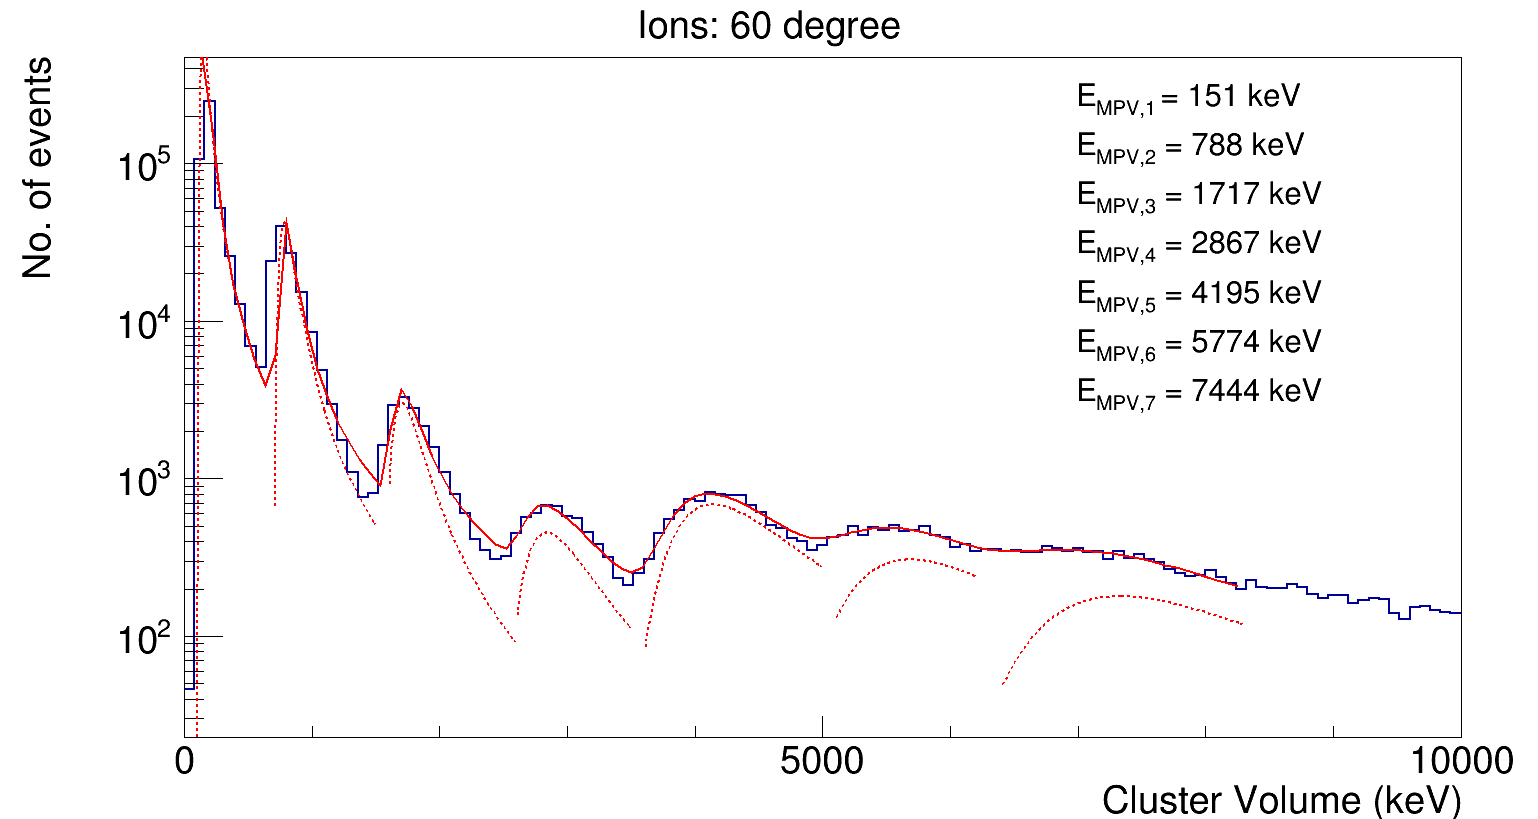 Ions: 60 degree
No. of events
10^5
10^4
10^3
10^2
E_MPV,1 = 151 keV
E_MPV,2 = 788 keV
E_MPV,3 = 1717 keV
E_MPV,4 = 2867 keV
E_MPV,5 = 4195 keV
E_MPV,6 = 5774 keV
E_MPV,7 = 7444 keV
0 5000 10000
Cluster Volume (keV)